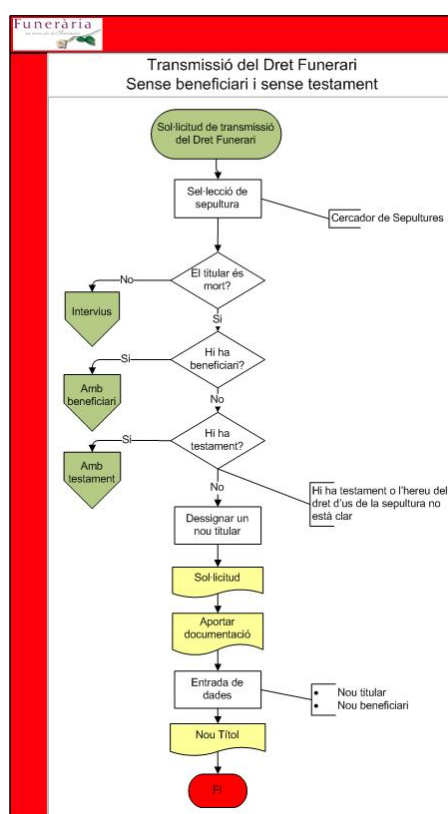 Funerària
Transmissió del Dret Funerari
Sense beneficiari i sense testament
Sol·licitud de transmissió
del Dret Funerari
Sel·lecció de
sepultura
Cercador de Sepultures
El titular és
mort?
No
Intervius
Si
Hi ha
beneficiari?
Si
Amb
beneficiari
No
Hi ha
testament?
Si
Amb
testament
No
Hi ha testament o l'hereu del
dret d'us de la sepultura no
està clar
Dessignar un
nou titular
Sol·licitud
Aportar
documentació
Entrada de
dades
• Nou titular
• Nou beneficiari
Nou Títol
FI